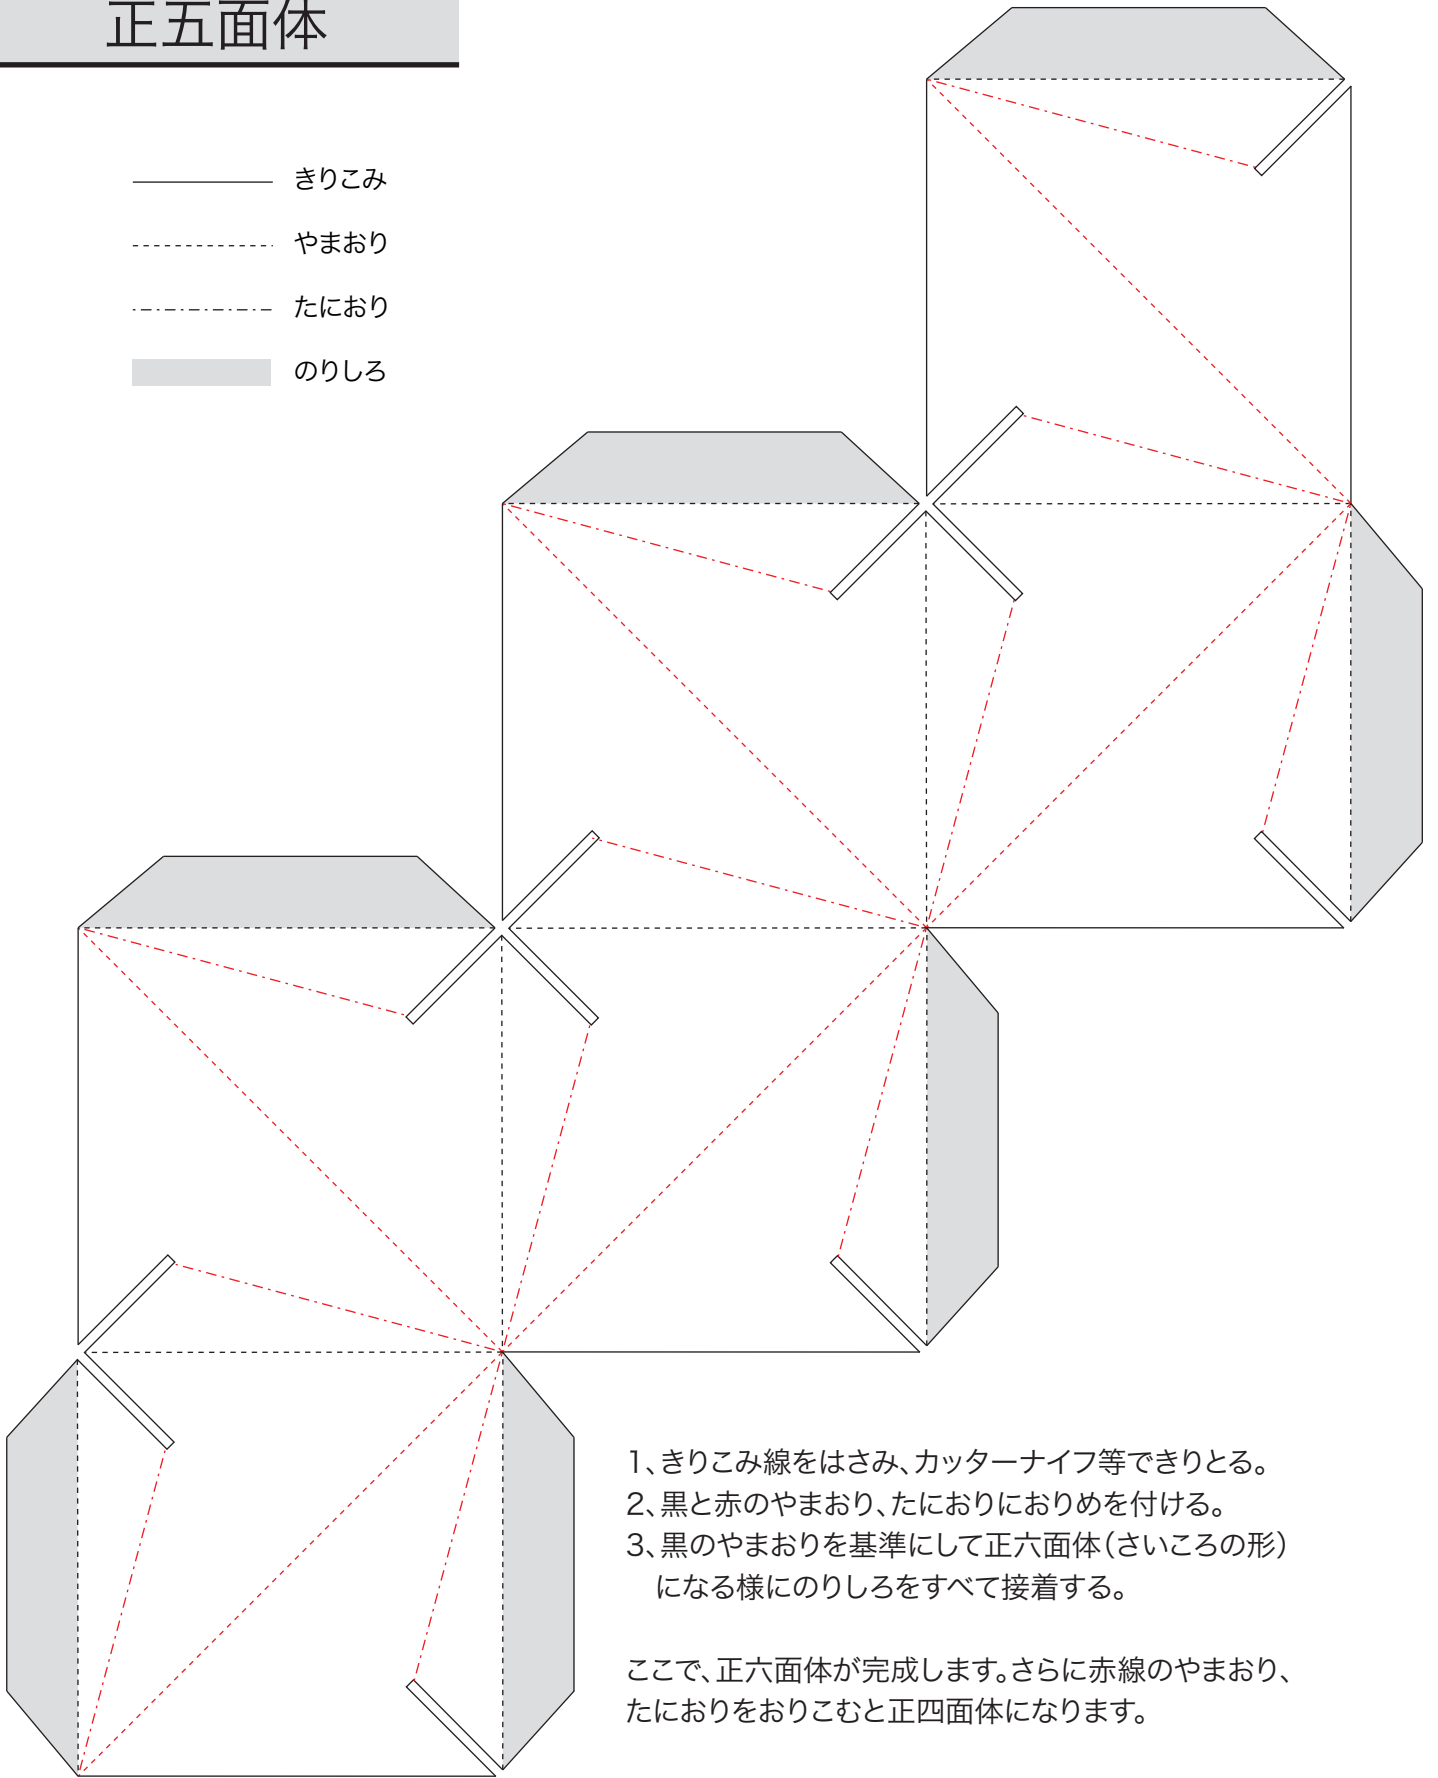 正五面体
きりこみ
やまおり
たにおり
のりしろ
1、きりこみ線をはさみ、カッターナイフ等できりとる。
2、黒と赤のやまおり、たにおりにおりめを付ける。
3、黒のやまおりを基準にして正六面体(さいころの形)
になる様にのりしろをすべて接着する。
ここで、正六面体が完成します。さらに赤線のやまおり、
たにおりをおりこむと正四面体になります。